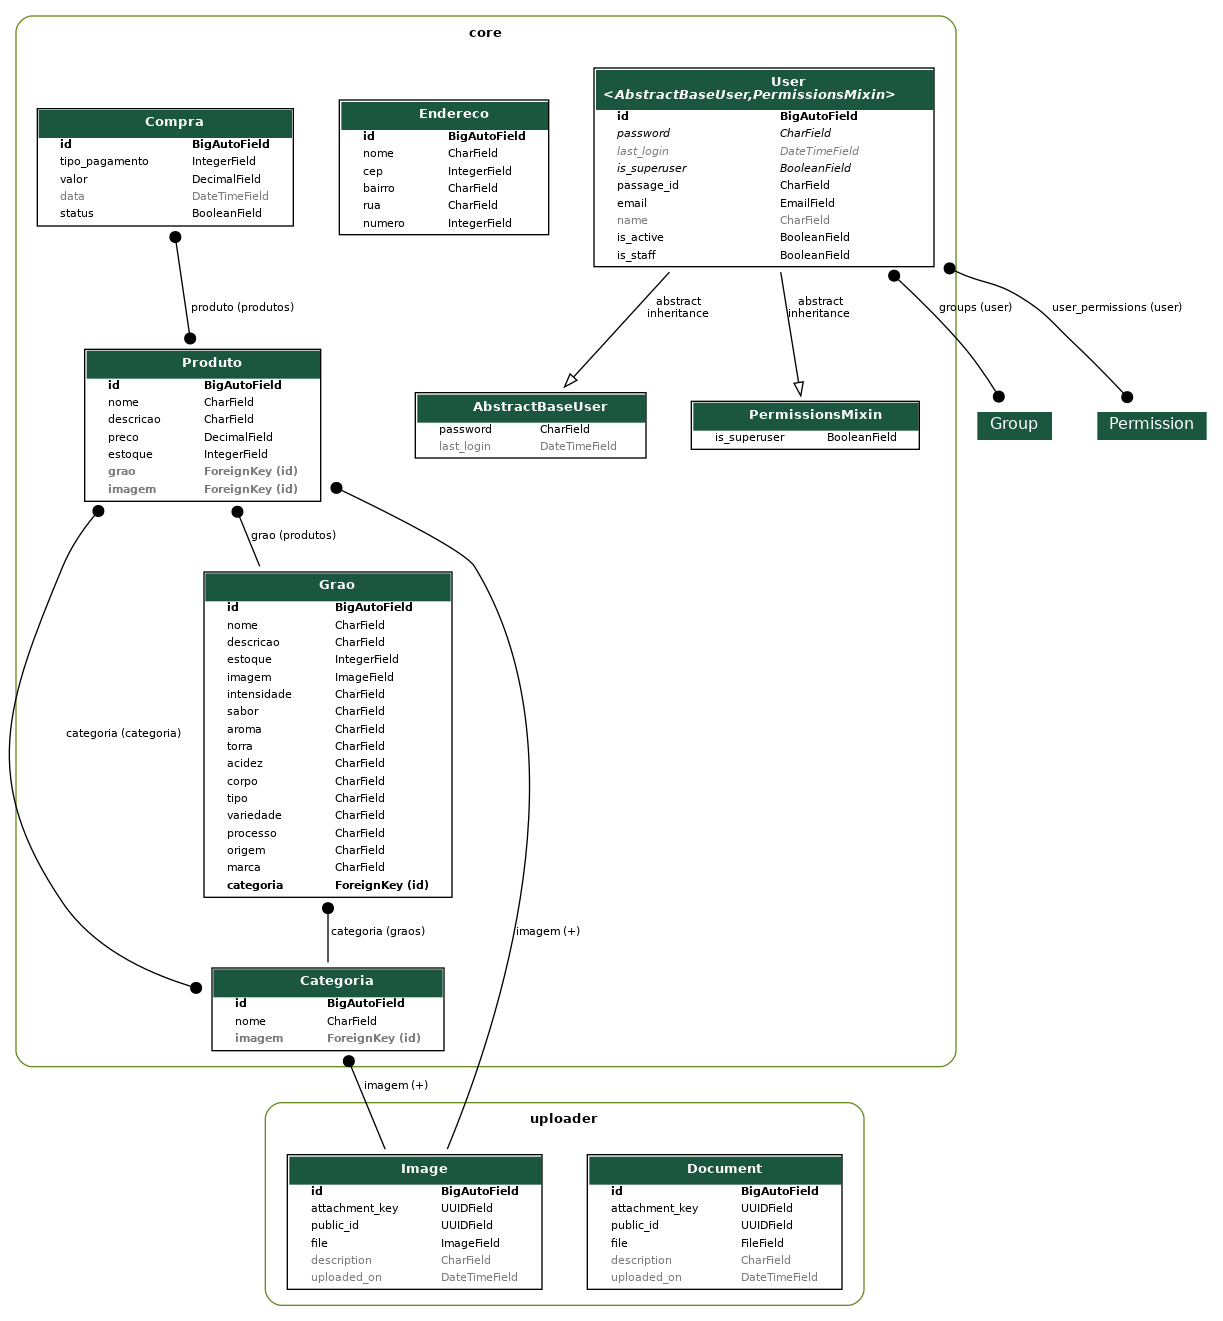 core
Compra
id BigAutoField
tipo_pagamento IntegerField
valor DecimalField
data DateTimeField
status BooleanField
Endereco
id BigAutoField
nome CharField
cep IntegerField
bairro CharField
rua CharField
numero IntegerField
User
<AbstractBaseUser,PermissionsMixin>
id BigAutoField
password CharField
last_login DateTimeField
is_superuser BooleanField
passage_id CharField
email EmailField
name CharField
is_active BooleanField
is_staff BooleanField
produto (produtos)
abstract
inheritance
abstract
inheritance
groups (user)
user_permissions (user)
Produto
id BigAutoField
nome CharField
descricao CharField
preco DecimalField
estoque IntegerField
grao ForeignKey (id)
imagem ForeignKey (id)
AbstractBaseUser
password CharField
last_login DateTimeField
PermissionsMixin
is_superuser BooleanField
Group
Permission
grao (produtos)
Grao
id BigAutoField
nome CharField
descricao CharField
estoque IntegerField
imagem ImageField
intensidade CharField
sabor CharField
aroma CharField
torra CharField
acidez CharField
corpo CharField
tipo CharField
variedade CharField
processo CharField
origem CharField
marca CharField
categoria ForeignKey (id)
categoria (categoria)
categoria (graos)
imagem (+)
Categoria
id BigAutoField
nome CharField
imagem ForeignKey (id)
imagem (+)
uploader
Image
id BigAutoField
attachment_key UUIDField
public_id UUIDField
file ImageField
description CharField
uploaded_on DateTimeField
Document
id BigAutoField
attachment_key UUIDField
public_id UUIDField
file FileField
description CharField
uploaded_on DateTimeField